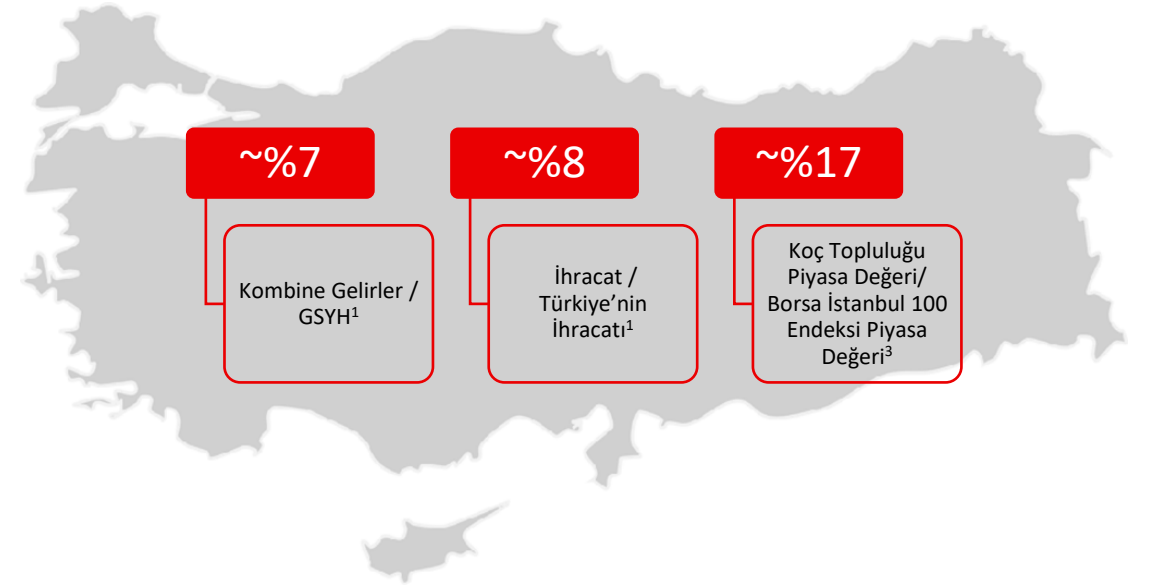 ~%7
Kombine Gelirler /
GSYH¹
~%8
İhracat /
Türkiye’nin
İhracatı¹
~%17
Koç Topluluğu
Piyasa Değeri/
Borsa İstanbul 100
Endeksi Piyasa
Değeri³